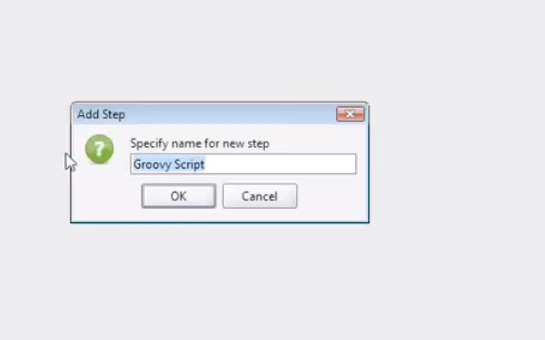 Add Step
?
Specify name for new step
Groovy Script
OK Cancel